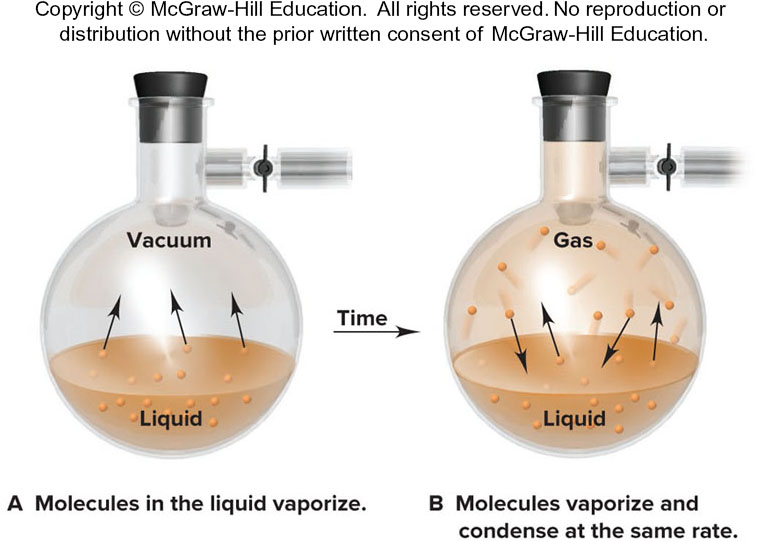 Copyright © McGraw-Hill Education. All rights reserved. No reproduction or
distribution without the prior written consent of McGraw-Hill Education.
Vacuum
Liquid
A Molecules in the liquid vaporize.
Time
Gas
Liquid
B Molecules vaporize and
condense at the same rate.